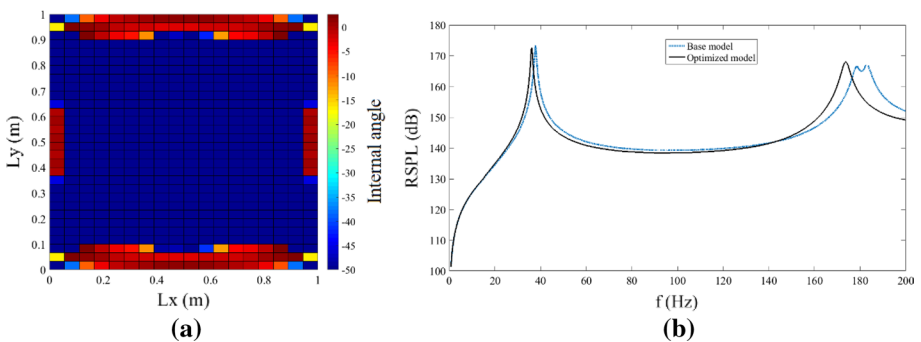 1
0.9
0.8
0.7
0.6
0.5
0.4
0.3
0.2
0.1
0
Ly (m)
0 0.2 0.4 0.6 0.8 1
Lx (m)
0
-5
-10
-15
-20
-25
-30
-35
-40
-45
-50
Internal angle
(a)
180
170
160
150
140
130
120
110
100
RSPL (dB)
Base model
Optimized model
0 20 40 60 80 100 120 140 160 180 200
f (Hz)
(b)